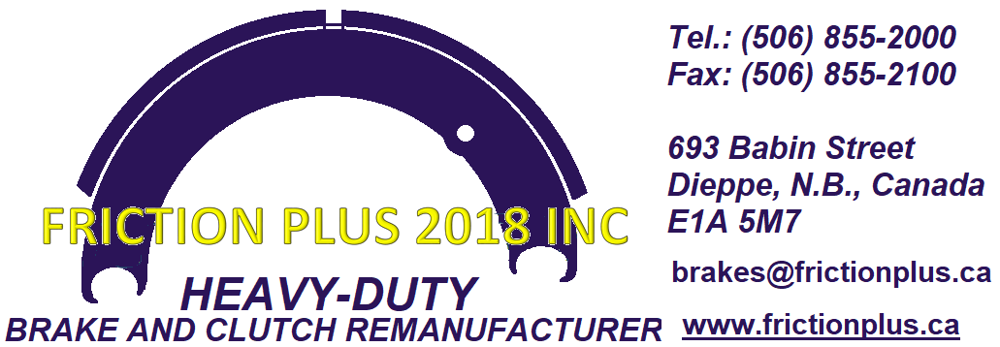 FRICTION PLUS 2018 INC
HEAVY-DUTY
BRAKE AND CLUTCH REMANUFACTURER
Tel.: (506) 855-2000
Fax: (506) 855-2100
693 Babin Street
Dieppe, N.B., Canada
E1A 5M7
brakes@frictionplus.ca
www.frictionplus.ca